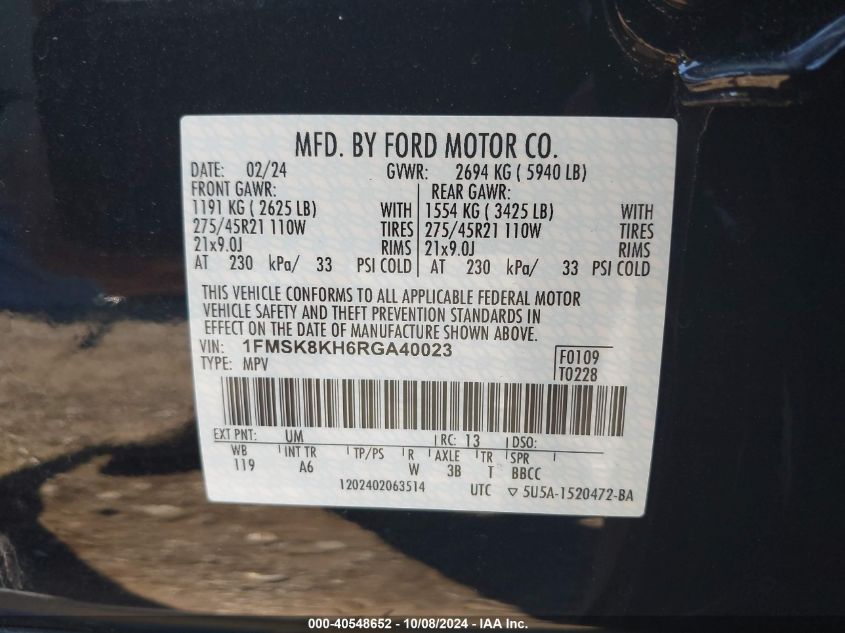 MFD. BY FORD MOTOR CO.
DATE: 02/24 GVWR: 2694 KG ( 5940 LB)
FRONT GAWR: REAR GAWR:
1191 KG ( 2625 LB) WITH 1554 KG ( 3425 LB) WITH
275/45R21 110W TIRES 275/45R21 110W TIRES
21x9.0J RIMS 21x9.0J RIMS
AT 230 kPa/ 33 PSI COLD AT 230 kPa/ 33 PSI COLD
THIS VEHICLE CONFORMS TO ALL APPLICABLE FEDERAL MOTOR
VEHICLE SAFETY AND THEFT PREVENTION STANDARDS IN
EFFECT ON THE DATE OF MANUFACTURE SHOWN ABOVE.
VIN: 1FMSK8KH6RGA40023 F0109
TYPE: MPV T0228
EXT PNT: UM RC: 13 DSO:
WB INT TR TP/PS R AXLE TR SPR
119 A6 W 3B T BBCC
1202402063514 UTC ▽ 5U5A-1520472-BA
000-40548652 - 10/08/2024 - IAA Inc.